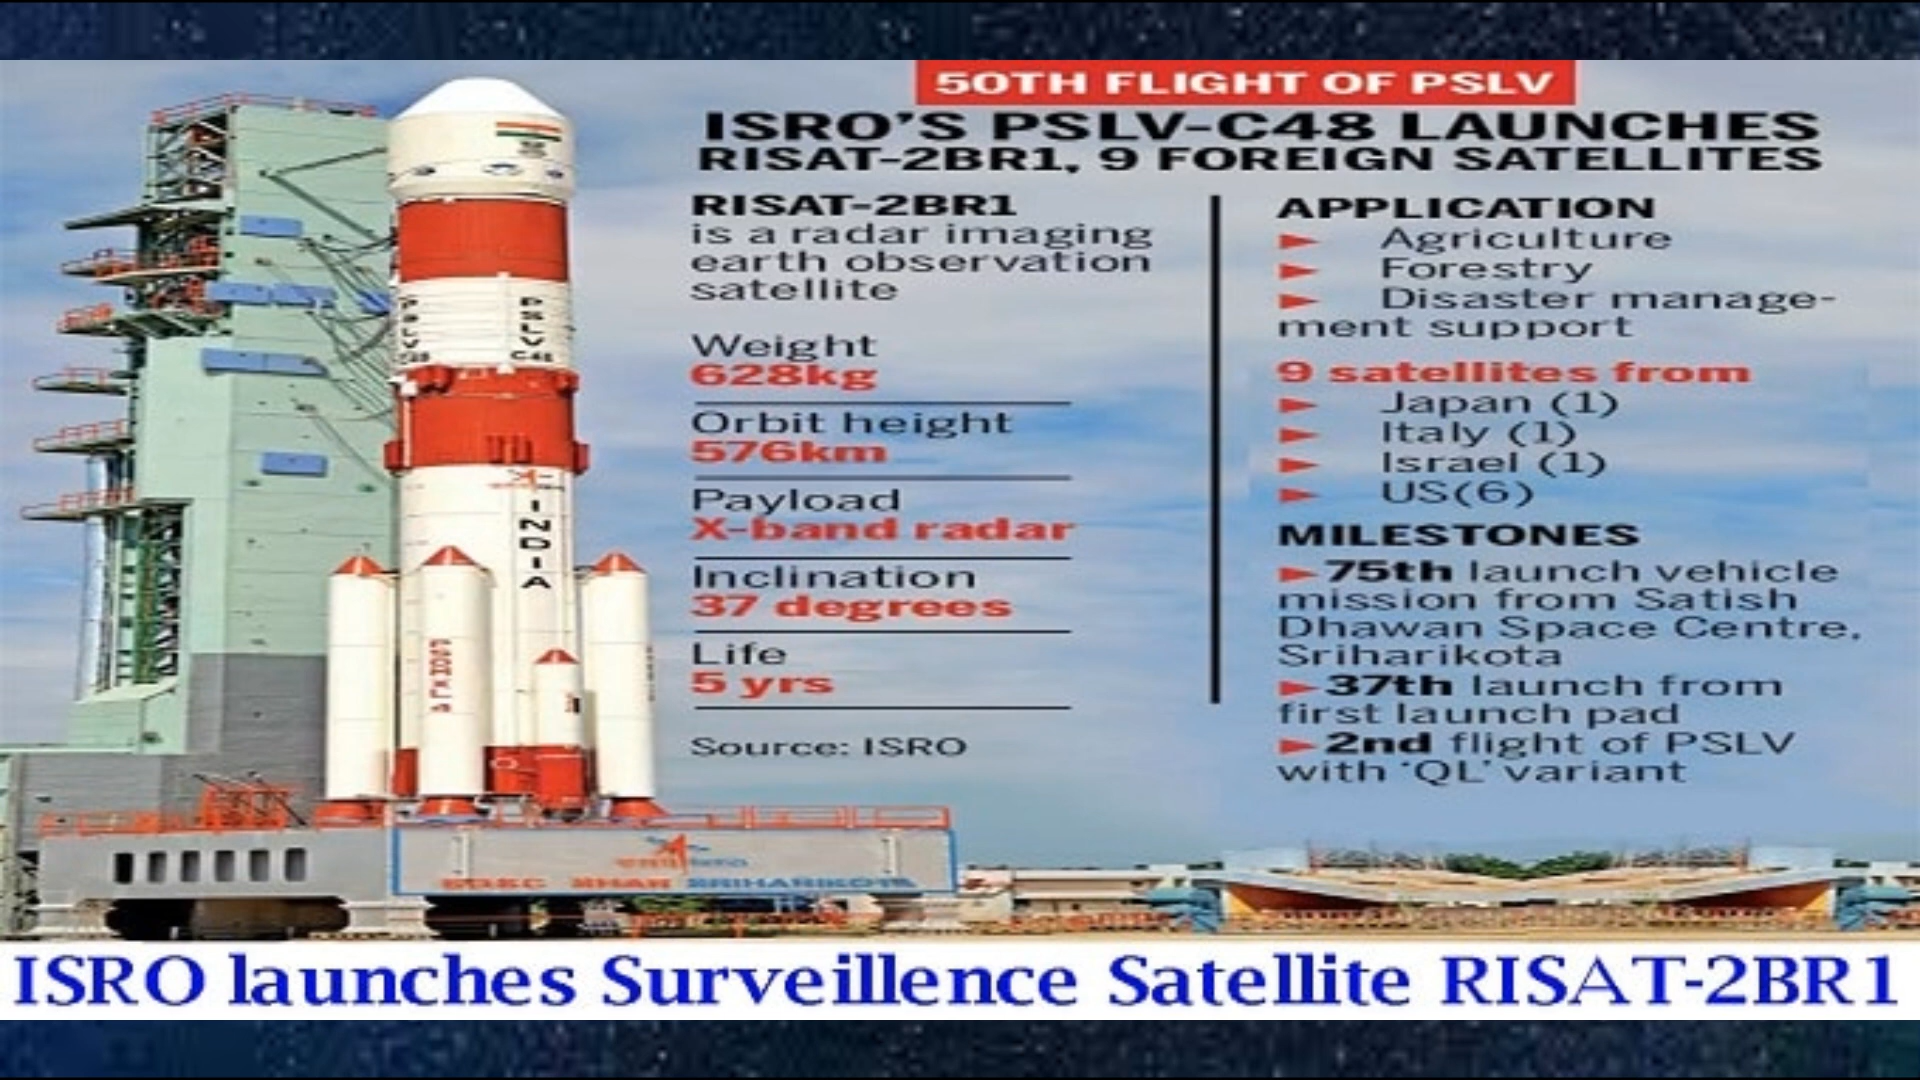 50TH FLIGHT OF PSLV
ISRO'S PSLV-C48 LAUNCHES
RISAT-2BR1, 9 FOREIGN SATELLITES
RISAT-2BR1
is a radar imaging
earth observation
satellite
Weight
628kg
Orbit height
576km
Payload
X-band radar
Inclination
37 degrees
Life
5 yrs
Source: ISRO
APPLICATION
► Agriculture
► Forestry
► Disaster manage-
ment support
9 satellites from
► Japan (1)
► Italy (1)
► Israel (1)
► US(6)
MILESTONES
►75th launch vehicle
mission from Satish
Dhawan Space Centre,
Sriharikota
►37th launch from
first launch pad
►2nd flight of PSLV
with 'QL' variant
PSLV
C48
PSLV
C48
INDIA
ISRO launches Surveillence Satellite RISAT-2BR1